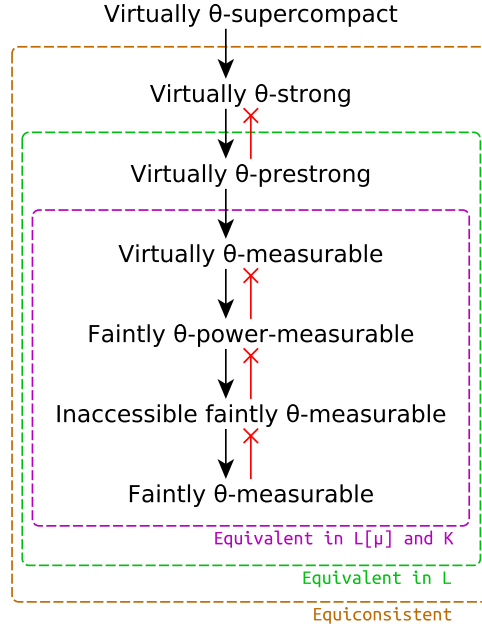 Virtually θ-supercompact
Virtually θ-strong
Virtually θ-prestrong
Virtually θ-measurable
Faintly θ-power-measurable
Inaccessible faintly θ-measurable
Faintly θ-measurable
Equivalent in L[μ] and K
Equivalent in L
Equiconsistent